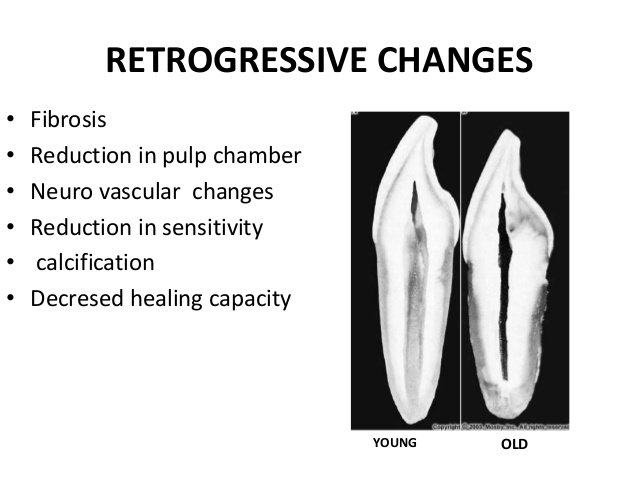 RETROGRESSIVE CHANGES
• Fibrosis
• Reduction in pulp chamber
• Neuro vascular changes
• Reduction in sensitivity
• calcification
• Decresed healing capacity
Copyright © 2003, Mosby, Inc., All rights reserved
YOUNG
OLD